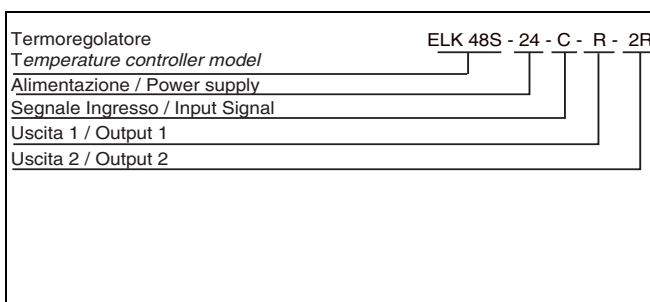 Termoregolatore ELK 48S - 24 - C - R - 2R
Temperature controller model
Alimentazione / Power supply
Segnale Ingresso / Input Signal
Uscita 1 / Output 1
Uscita 2 / Output 2